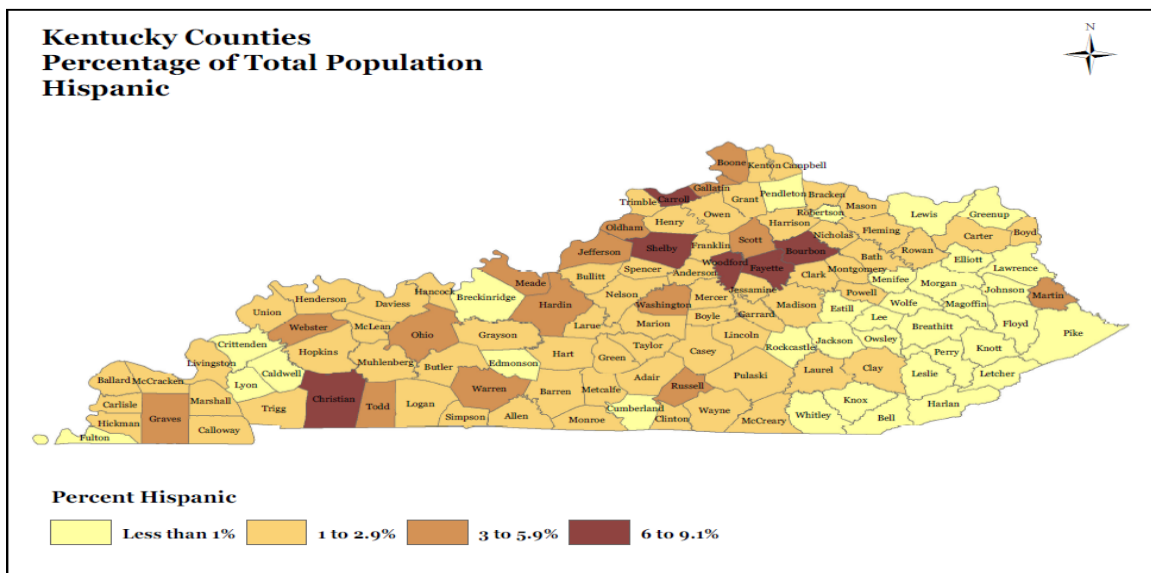 Kentucky Counties
Percentage of Total Population
Hispanic
N
Boone
Kenton
Campbell
Gallatin
Carroll
Trimble
Pendleton
Grant
Bracken
Owen
Robertson
Mason
Lewis
Greenup
Henry
Harrison
Oldham
Nicholas
Fleming
Carter
Boyd
Scott
Shelby
Franklin
Bourbon
Rowan
Jefferson
Bath
Elliott
Woodford
Fayette
Lawrence
Spencer
Anderson
Clark
Montgomery
Menifee
Bullitt
Morgan
Meade
Jessamine
Johnson
Hancock
Breckinridge
Nelson
Mercer
Powell
Martin
Henderson
Daviess
Hardin
Washington
Madison
Wolfe
Magoffin
Union
Estill
Garrard
Boyle
Lee
Larue
Marion
Floyd
Webster
McLean
Ohio
Grayson
Lincoln
Breathitt
Pike
Crittenden
Taylor
Jackson
Owsley
Rockcastle
Hopkins
Hart
Green
Casey
Perry
Knott
Livingston
Muhlenberg
Butler
Edmonson
Laurel
Clay
Caldwell
Adair
Pulaski
Leslie
Letcher
Ballard
McCracken
Lyon
Warren
Barren
Metcalfe
Russell
Marshall
Christian
Todd
Logan
Knox
Harlan
Carlisle
Trigg
Simpson
Allen
Cumberland
Wayne
Whitley
Bell
Graves
Hickman
Calloway
Monroe
Clinton
McCreary
Fulton
Percent Hispanic
Less than 1%
1 to 2.9%
3 to 5.9%
6 to 9.1%